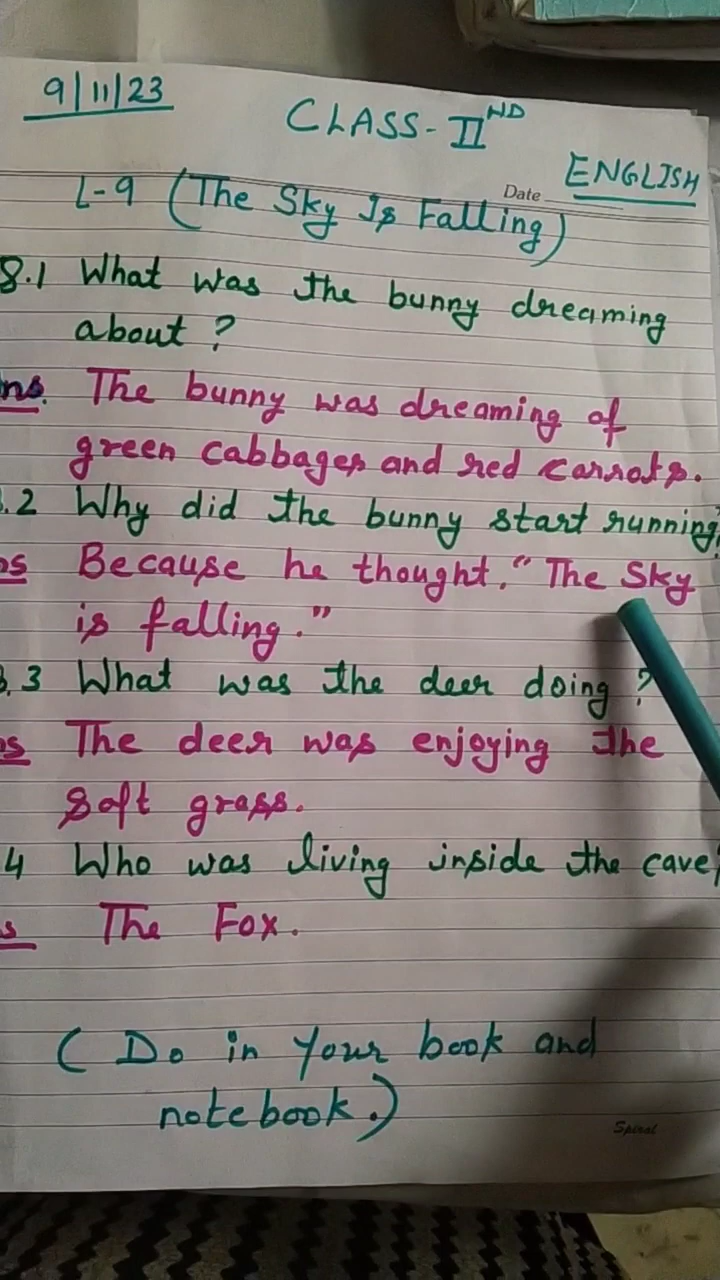 9/11/23
CLASS-II ND
ENGLISH
Date
L-9 (The Sky Is Falling)
8.1 What was the bunny dreaming
about?
ns. The bunny was dreaming of
green cabbages and red carrots.
.2 Why did the bunny start running
s Because he thought, "The Sky
is falling."
3 What was the deer doing?
s The deer was enjoying the
Soft grass.
4 Who was living inside the cave
s The Fox.
( Do in Your book and
notebook.)
Spiral